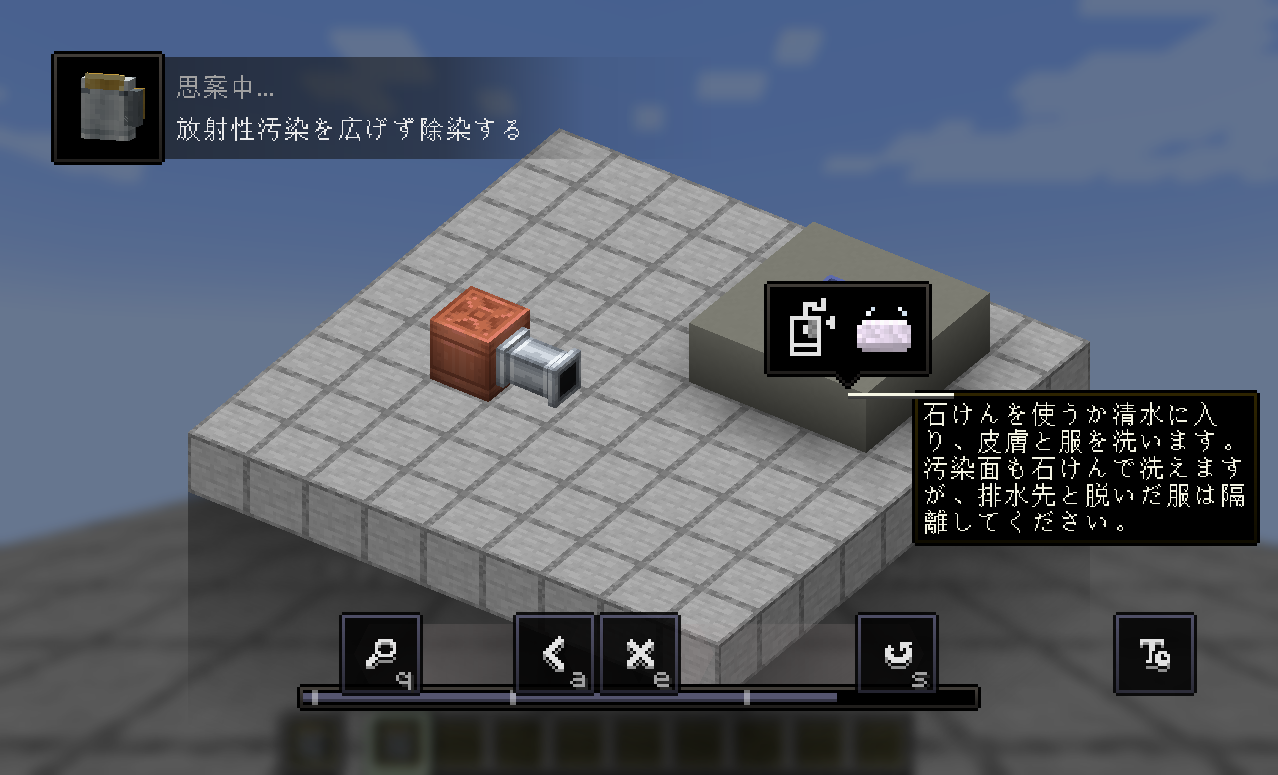 思案中...
放射性汚染を広げず除染する
石けんを使うか清水に入
り、皮膚と服を洗います。
汚染面も石けんで洗えます
が、排水先と脱いだ服は隔
離してください。
q
a
e
s